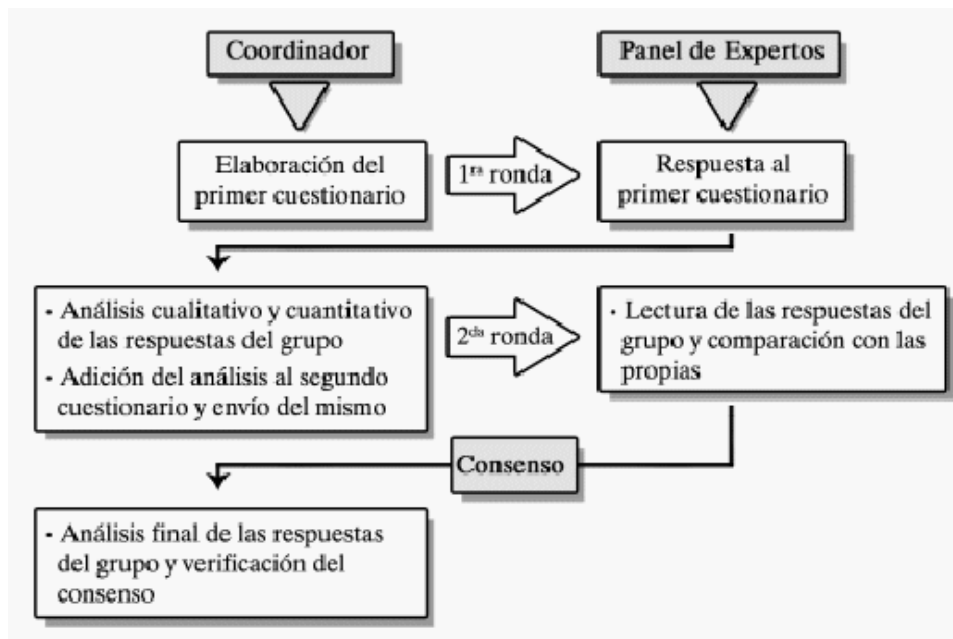 Coordinador
Panel de Expertos
Elaboración del
primer cuestionario
1ra ronda
Respuesta al
primer cuestionario
- Análisis cualitativo y cuantitativo
de las respuestas del grupo
- Adición del análisis al segundo
cuestionario y envío del mismo
2da ronda
- Lectura de las respuestas del
grupo y comparación con las
propias
Consenso
- Análisis final de las respuestas
del grupo y verificación del
consenso